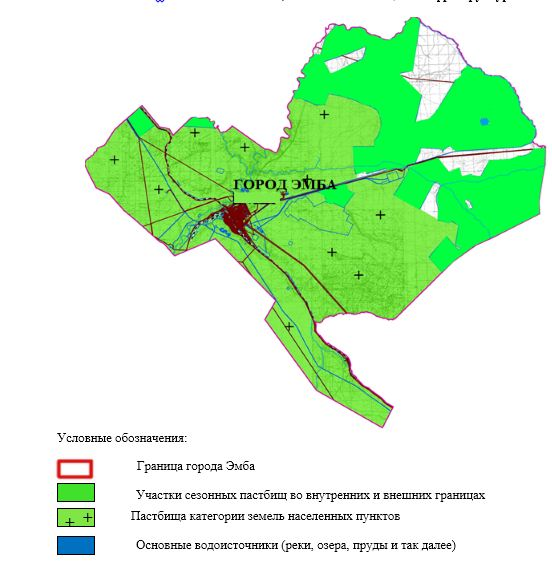 ГОРОД ЭМБА
Условные обозначения:
Граница города Эмба
Участки сезонных пастбищ во внутренних и внешних границах
Пастбища категории земель населенных пунктов
Основные водоисточники (реки, озера, пруды и так далее)